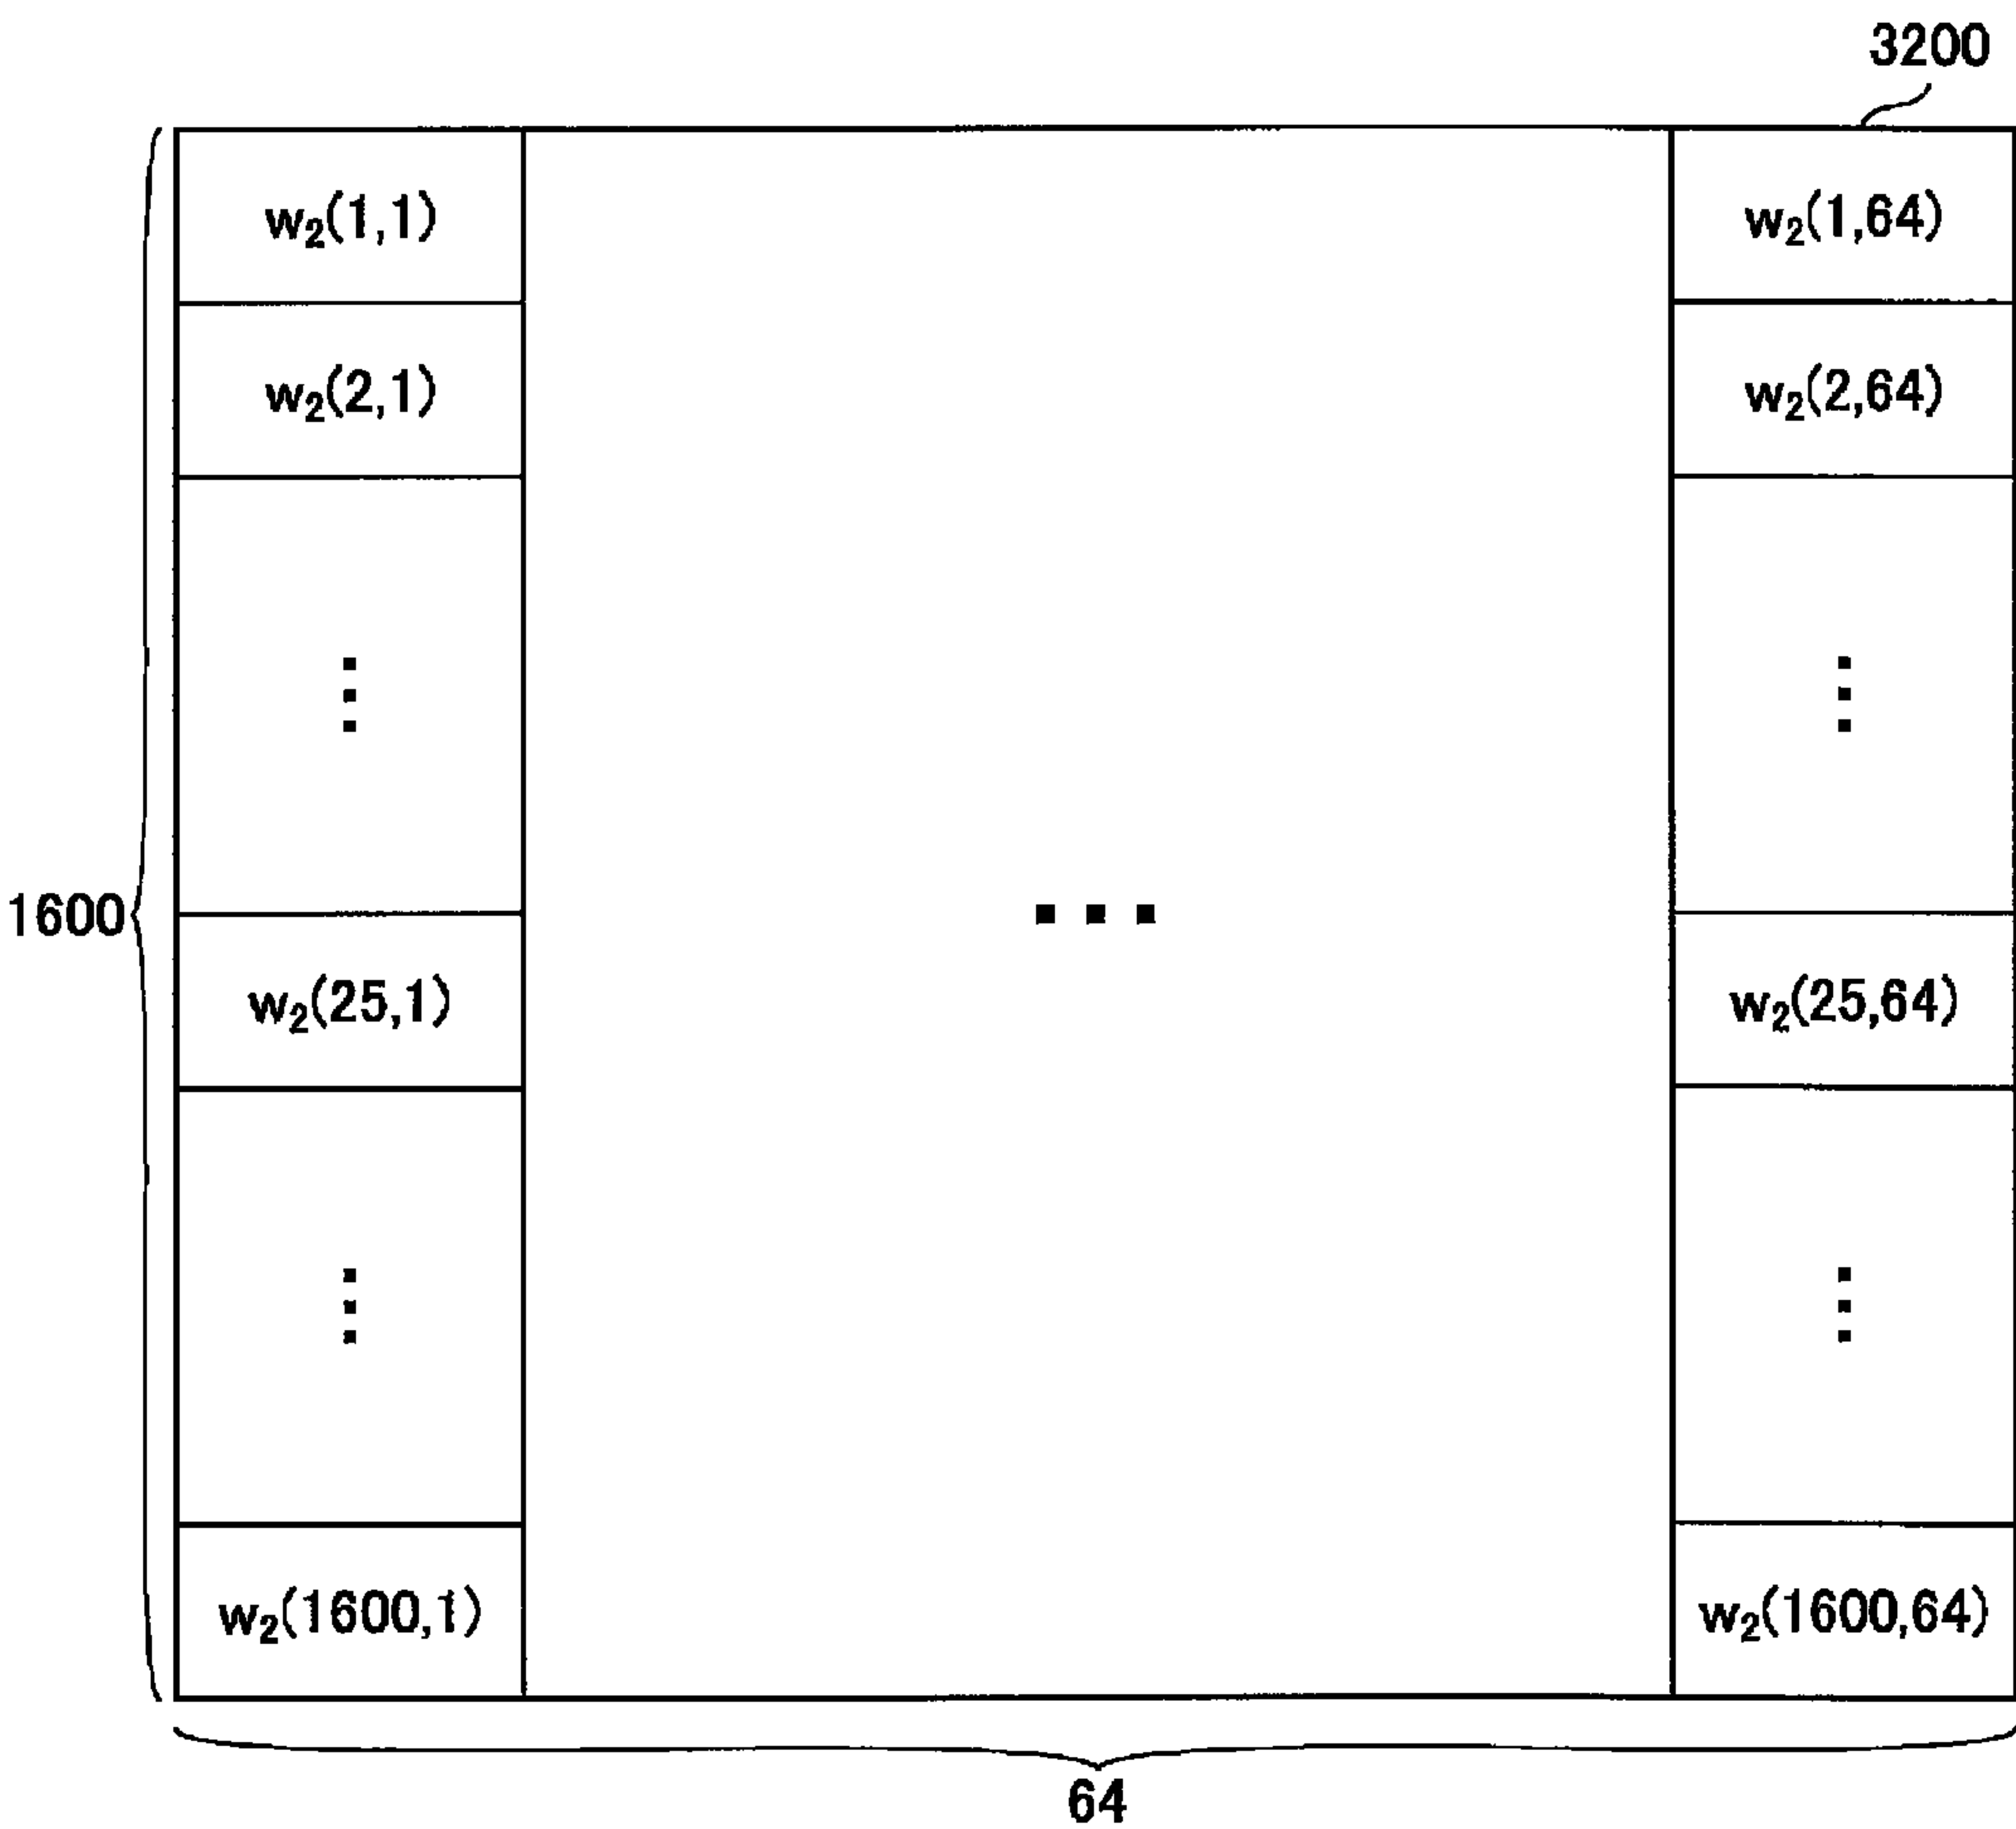 3200
w₂(1,1)
w₂(1,64)
w₂(2,1)
w₂(2,64)
1600
w₂(25,1)
w₂(25,64)
w₂(1600,1)
w₂(1600,64)
64